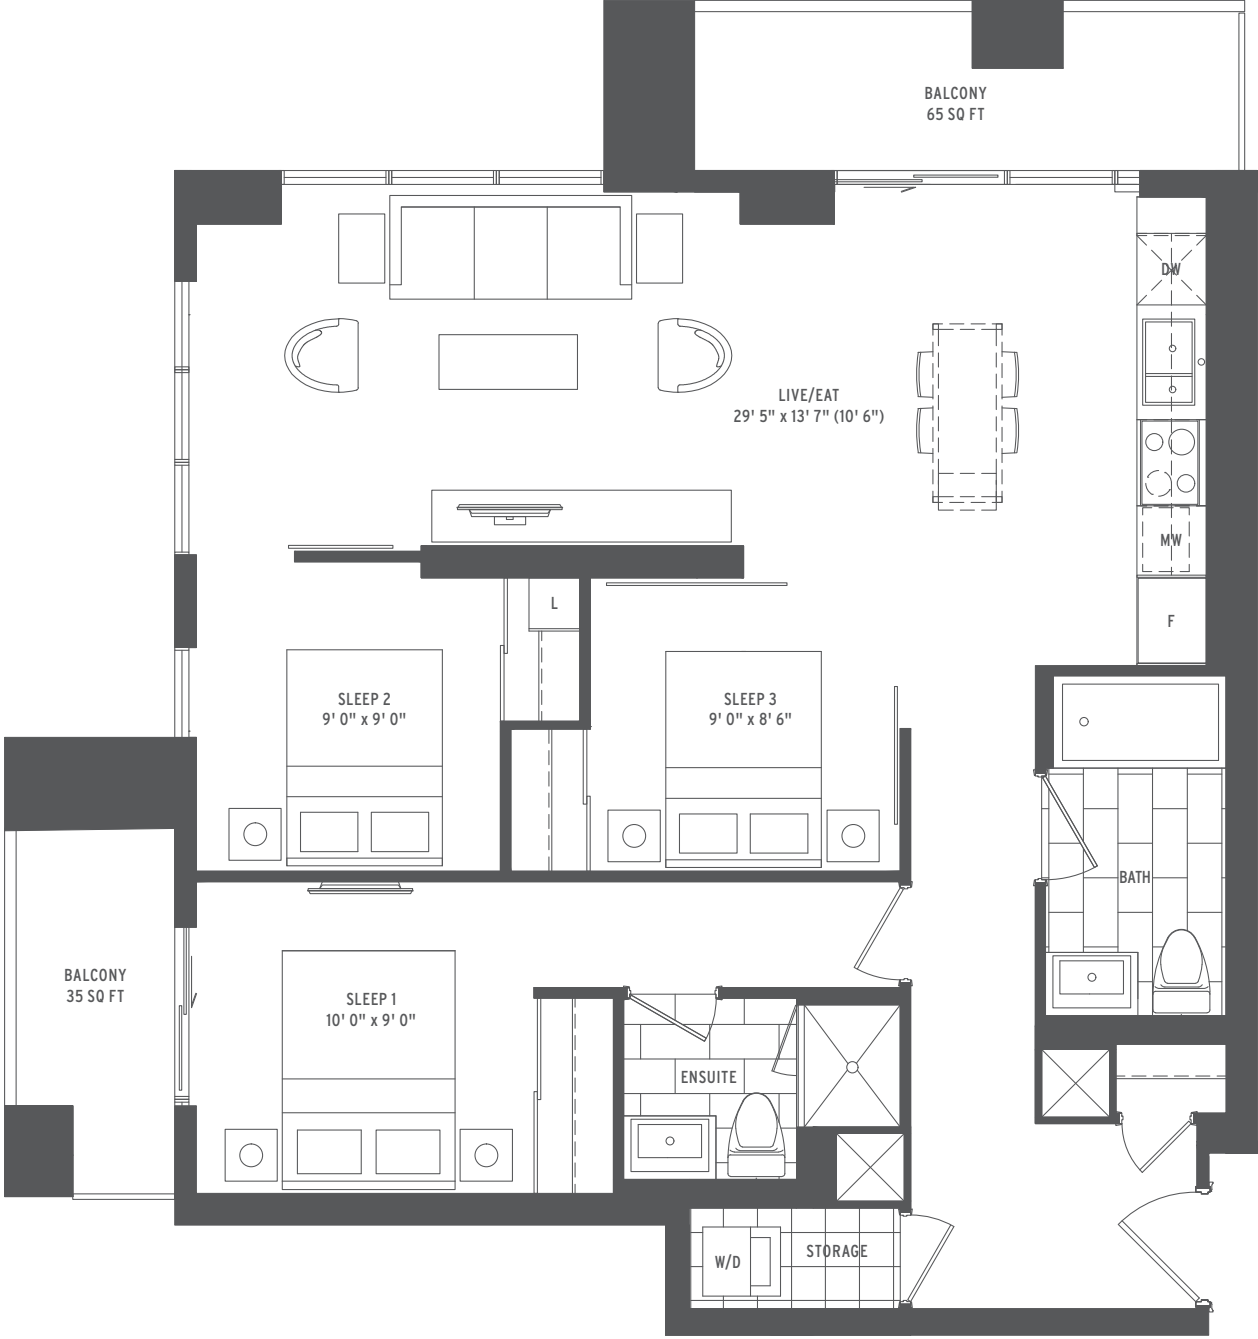 BALCONY
65 SQ FT
DW
LIVE/EAT
29' 5" x 13' 7" (10' 6")
MW
L
F
SLEEP 2
9' 0" x 9' 0"
SLEEP 3
9' 0" x 8' 6"
BATH
BALCONY
35 SQ FT
SLEEP 1
10' 0" x 9' 0"
ENSUITE
STORAGE
W/D